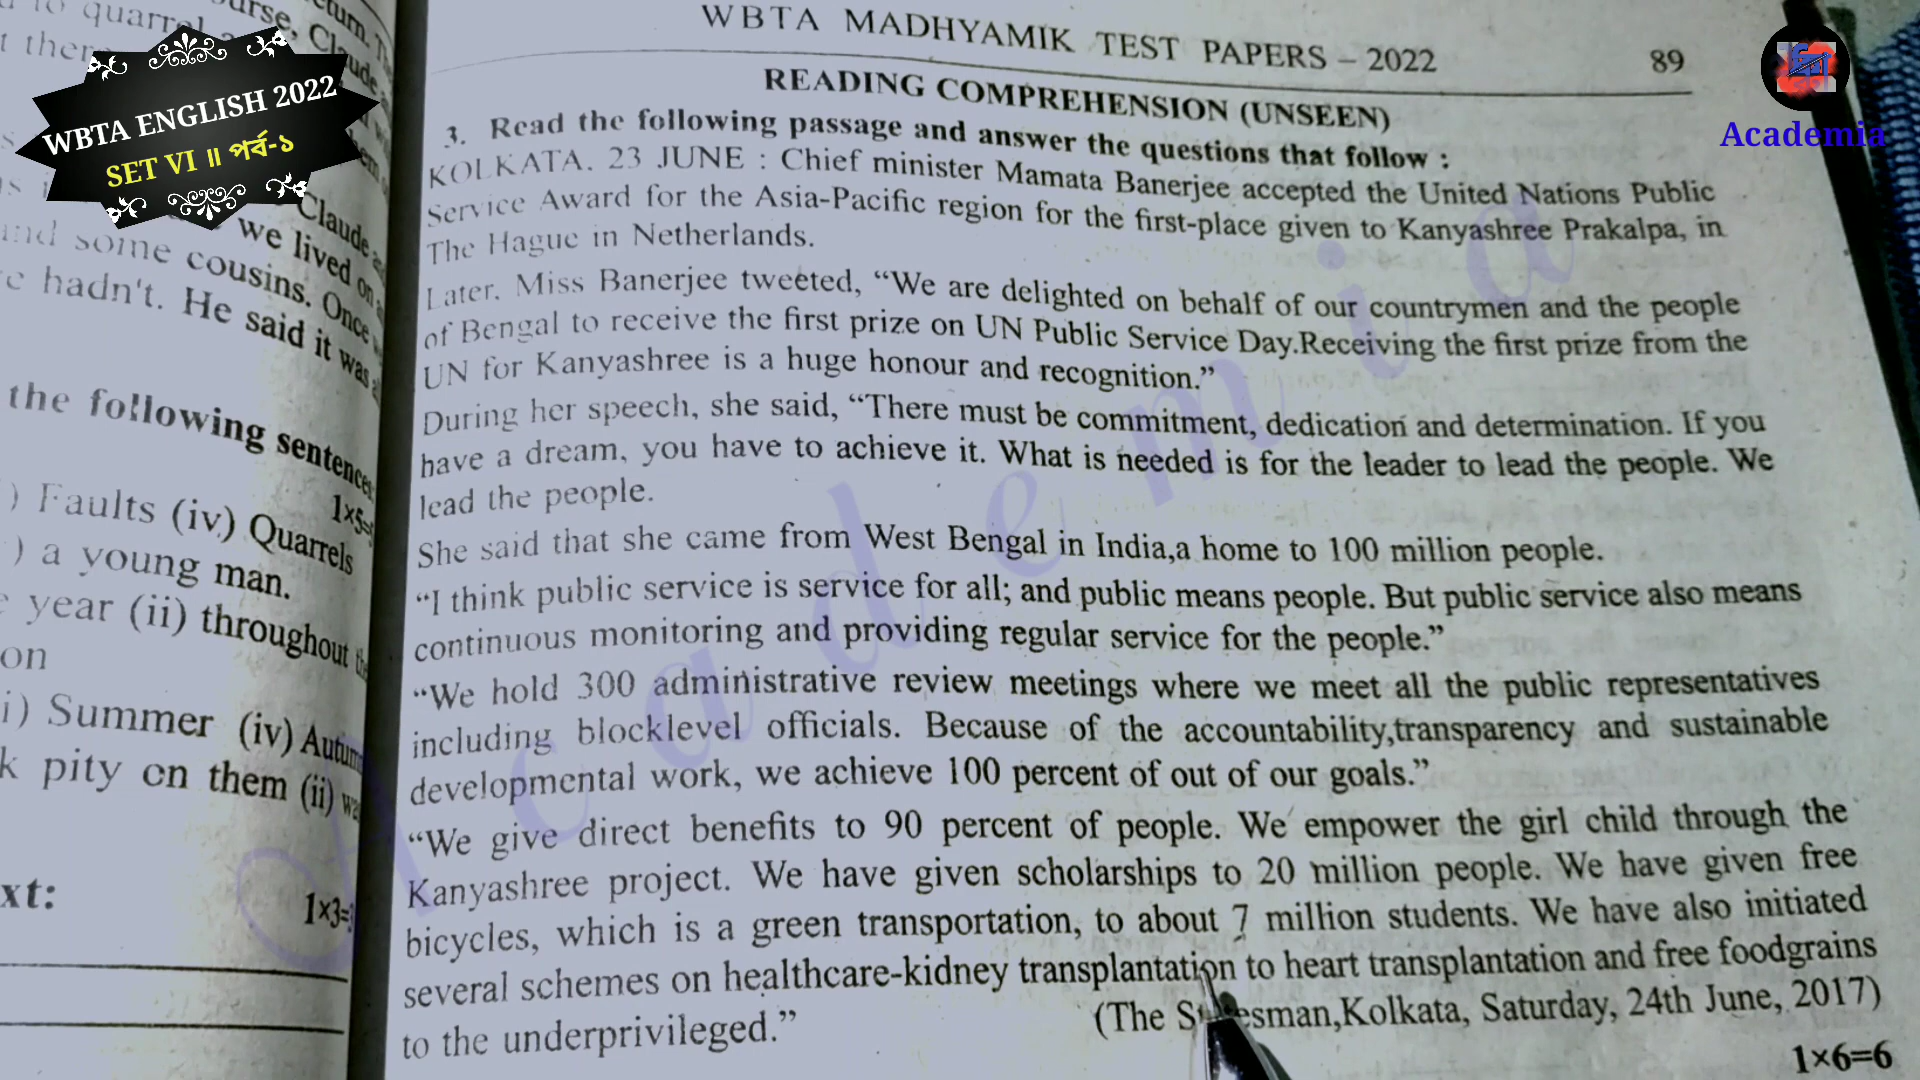 WBTA ENGLISH 2022
SET VI ॥ পর্ব-১
Academia
the following sentences
1×5=
) Faults (iv) Quarrels
) a young man.
year (ii) throughout
on
i) Summer (iv) Autum
k pity on them (ii) wa
xt:
1×3=
Claude
we lived on
and some cousins. Once
e hadn't. He said it was
WBTA MADHYAMIK TEST PAPERS – 2022 89
READING COMPREHENSION (UNSEEN)
3. Read the following passage and answer the questions that follow :
KOLKATA. 23 JUNE : Chief minister Mamata Banerjee accepted the United Nations Public
Service Award for the Asia-Pacific region for the first-place given to Kanyashree Prakalpa, in
The Hague in Netherlands.
Later. Miss Banerjee tweeted, “We are delighted on behalf of our countrymen and the people
of Bengal to receive the first prize on UN Public Service Day.Receiving the first prize from the
UN for Kanyashree is a huge honour and recognition.”
During her speech, she said, “There must be commitment, dedication and determination. If you
have a dream, you have to achieve it. What is needed is for the leader to lead the people. We
lead the people.
She said that she came from West Bengal in India,a home to 100 million people.
“I think public service is service for all; and public means people. But public service also means
continuous monitoring and providing regular service for the people.”
“We hold 300 administrative review meetings where we meet all the public representatives
including blocklevel officials. Because of the accountability,transparency and sustainable
developmental work, we achieve 100 percent of out of our goals.”
“We give direct benefits to 90 percent of people. We empower the girl child through the
Kanyashree project. We have given scholarships to 20 million people. We have given free
bicycles, which is a green transportation, to about 7 million students. We have also initiated
several schemes on healthcare-kidney transplantation to heart transplantation and free foodgrains
to the underprivileged.” (The Statesman,Kolkata, Saturday, 24th June, 2017)
1×6=6
Academia